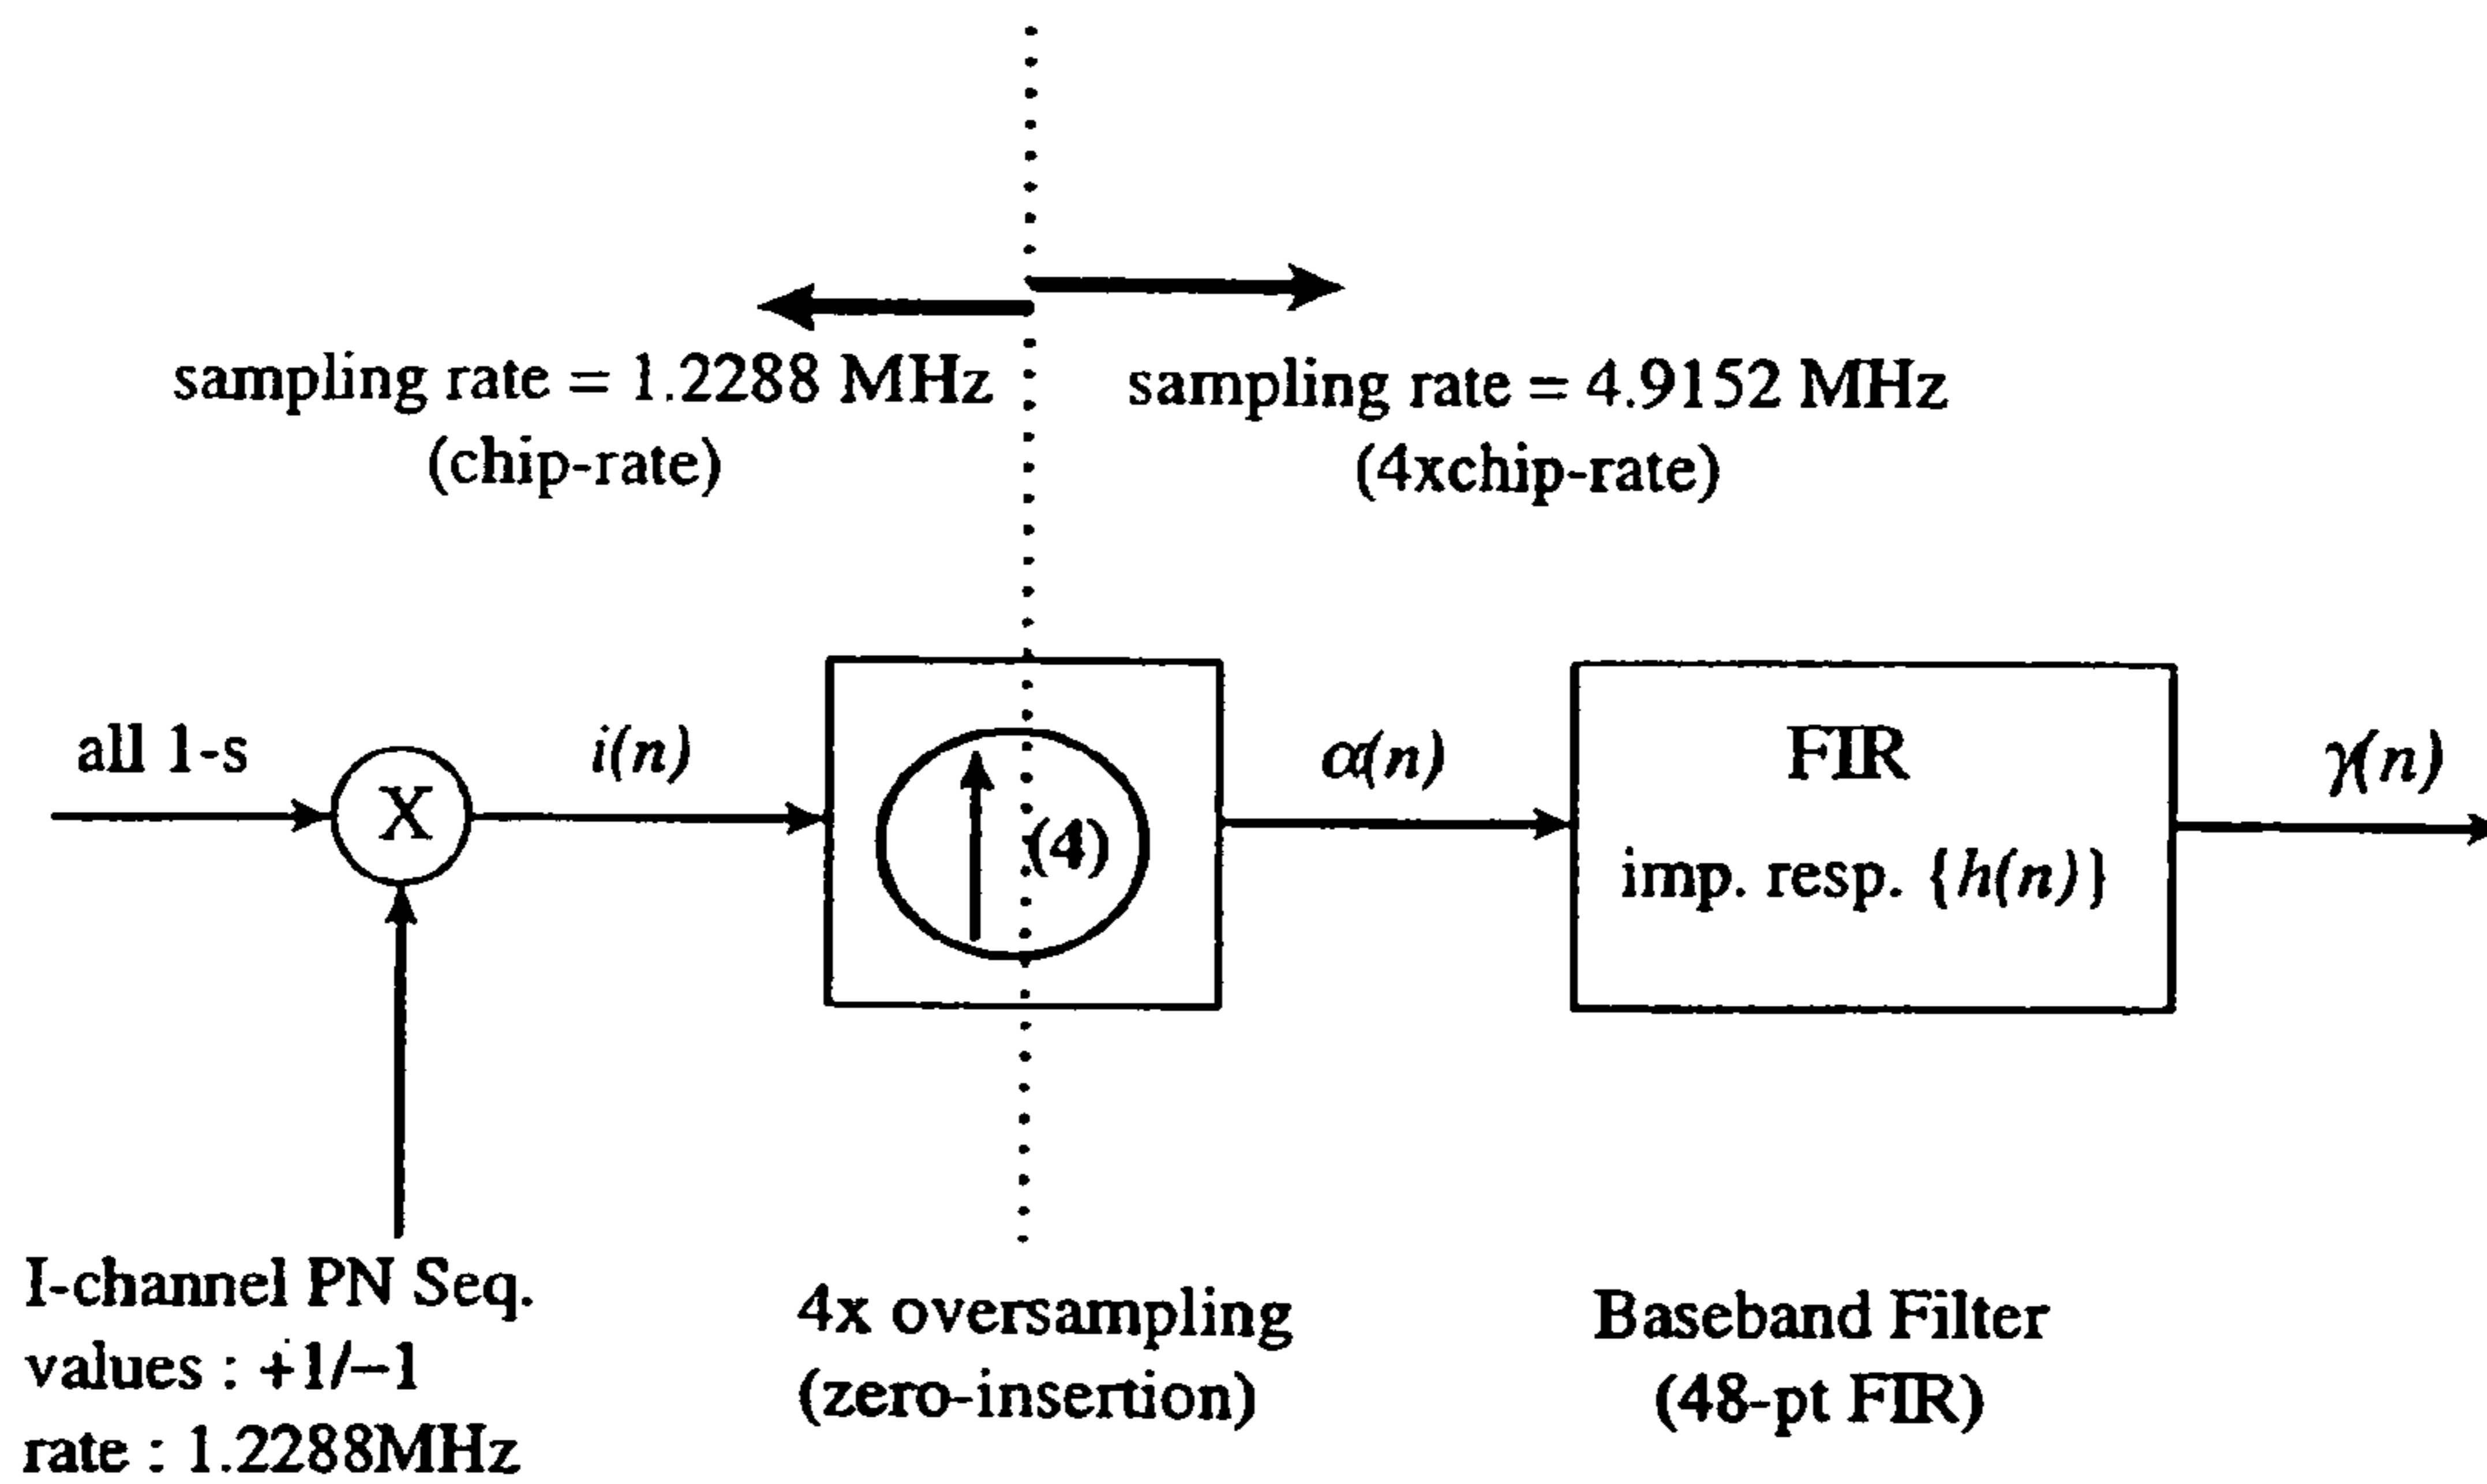 sampling rate = 1.2288 MHz
(chip-rate)
sampling rate = 4.9152 MHz
(4xchip-rate)
all 1-s
X
i(n)
(4)
α(n)
FIR
imp. resp. {h(n)}
γ(n)
I-channel PN Seq.
values : +1/−1
rate : 1.2288MHz
4x oversampling
(zero-insertion)
Baseband Filter
(48-pt FIR)